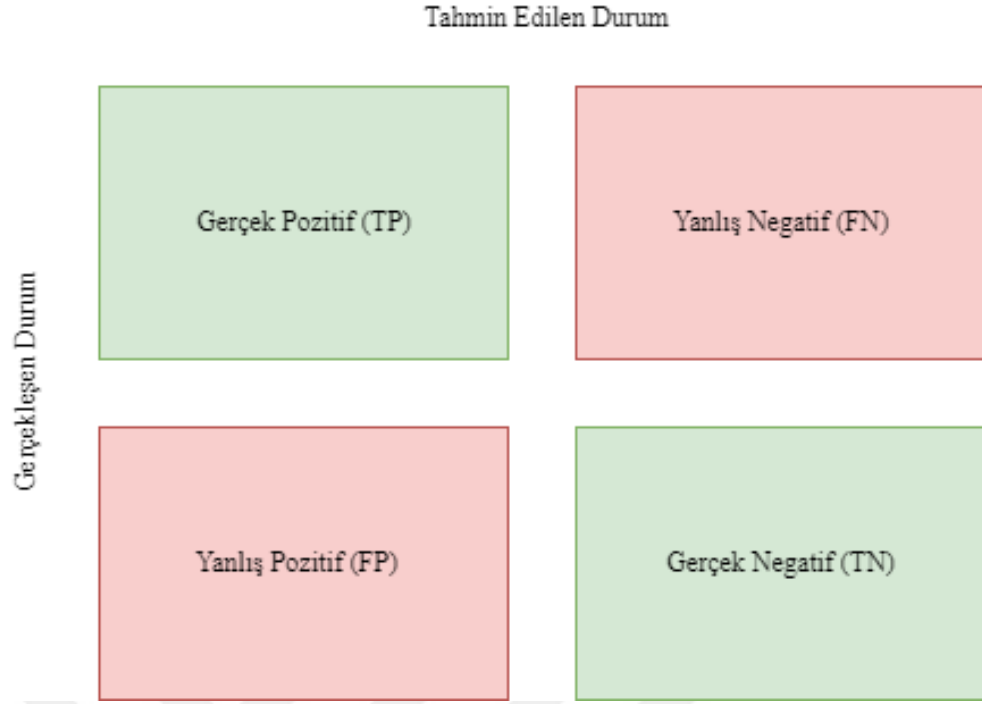 Tahmin Edilen Durum
Gerçek Pozitif (TP)
Yanlış Negatif (FN)
Gerçekleşen Durum
Yanlış Pozitif (FP)
Gerçek Negatif (TN)